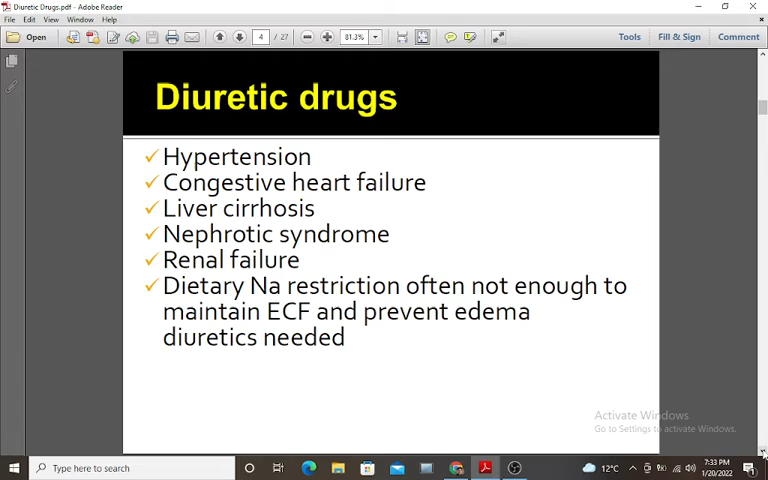 Diuretic Drugs.pdf - Adobe Reader
File Edit View Window Help
Open 4 / 27 81.3% Tools Fill & Sign Comment
Diuretic drugs
Hypertension
Congestive heart failure
Liver cirrhosis
Nephrotic syndrome
Renal failure
Dietary Na restriction often not enough to
maintain ECF and prevent edema
diuretics needed
Activate Windows
Go to Settings to activate Windows.
Type here to search
12°C
7:33 PM
1/20/2022